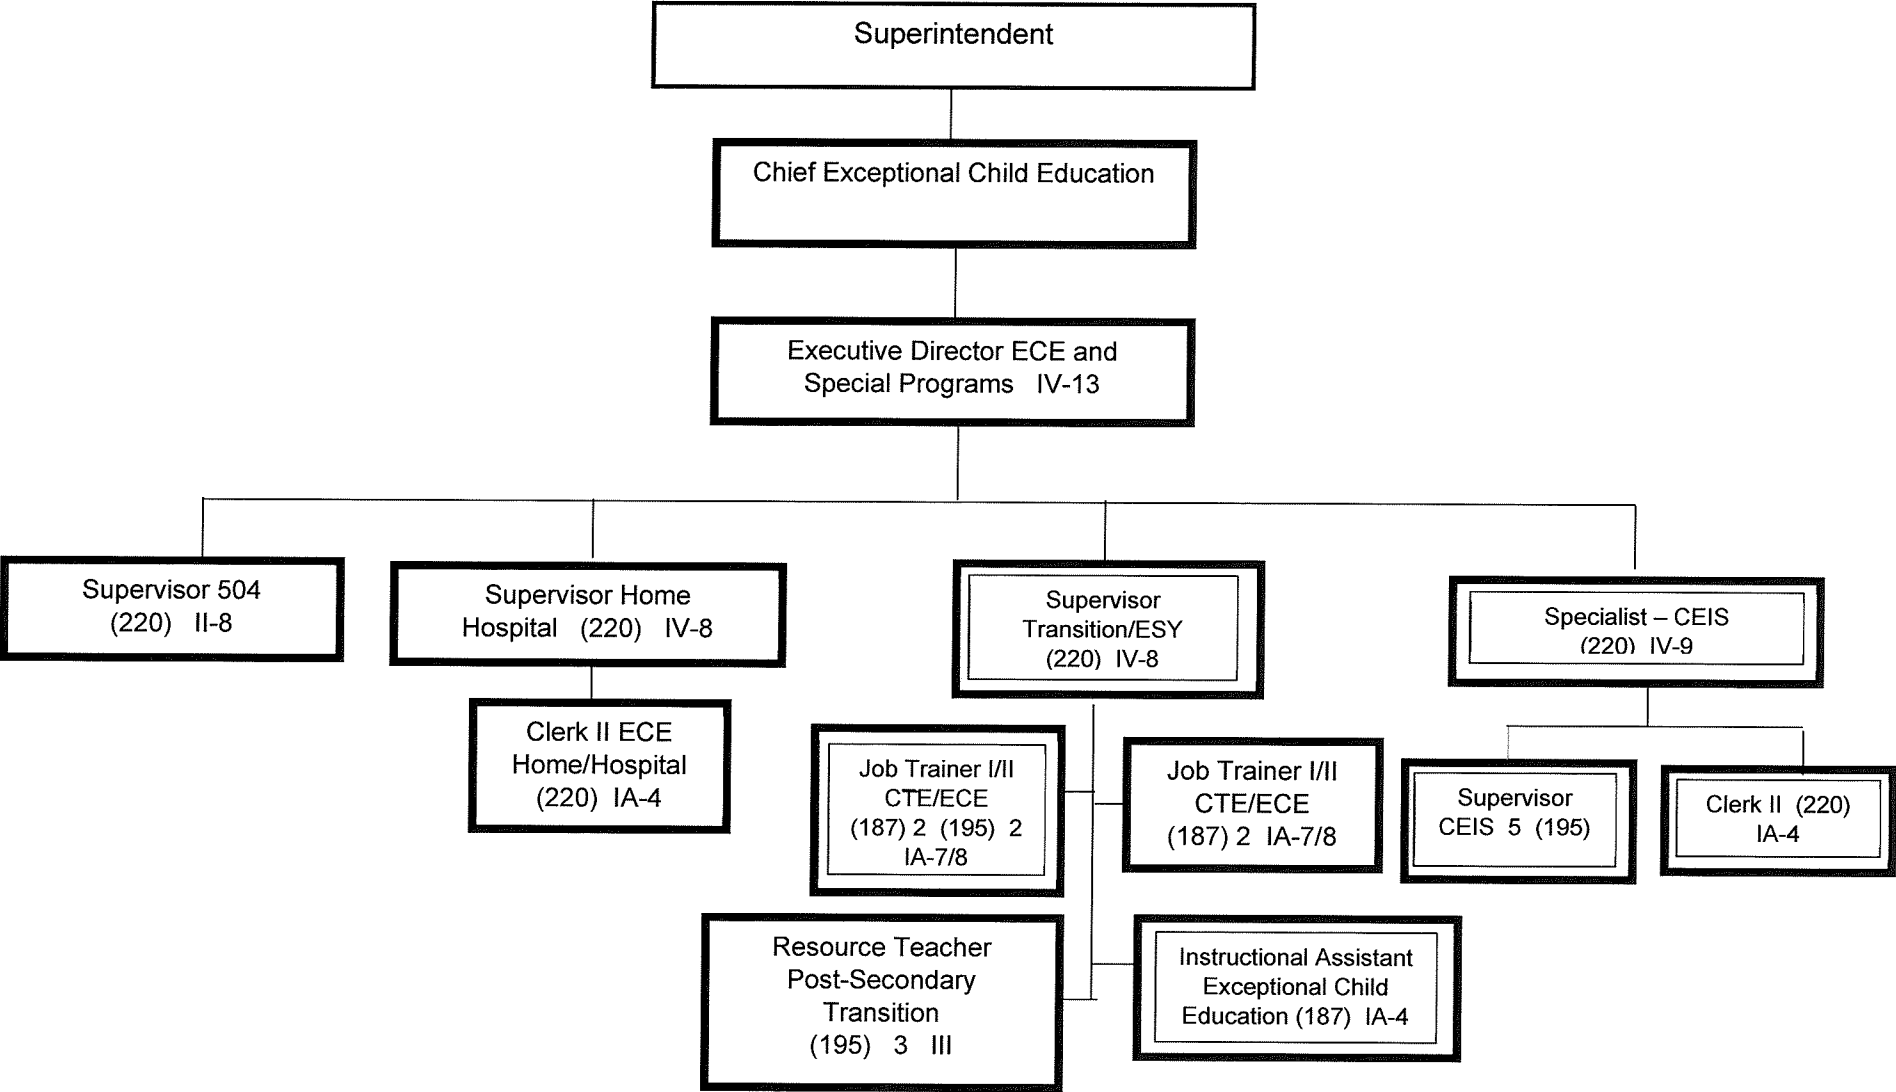 Superintendent
Chief Exceptional Child Education
Executive Director ECE and
Special Programs IV-13
Supervisor 504
(220) II-8
Supervisor Home
Hospital (220) IV-8
Supervisor
Transition/ESY
(220) IV-8
Specialist – CEIS
(220) IV-9
Clerk II ECE
Home/Hospital
(220) IA-4
Job Trainer I/II
CTE/ECE
(187) 2 (195) 2
IA-7/8
Job Trainer I/II
CTE/ECE
(187) 2 IA-7/8
Supervisor
CEIS 5 (195)
Clerk II (220)
IA-4
Resource Teacher
Post-Secondary
Transition
(195) 3 III
Instructional Assistant
Exceptional Child
Education (187) IA-4